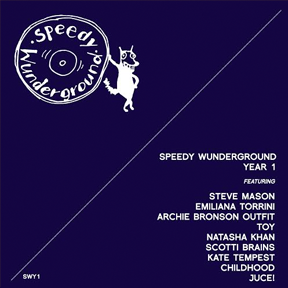 ·Speedy·
Wunderground
SPEEDY WUNDERGROUND
YEAR 1
FEATURING
STEVE MASON
EMILIANA TORRINI
ARCHIE BRONSON OUTFIT
TOY
NATASHA KHAN
SCOTTI BRAINS
KATE TEMPEST
CHILDHOOD
JUCE!
SWY1